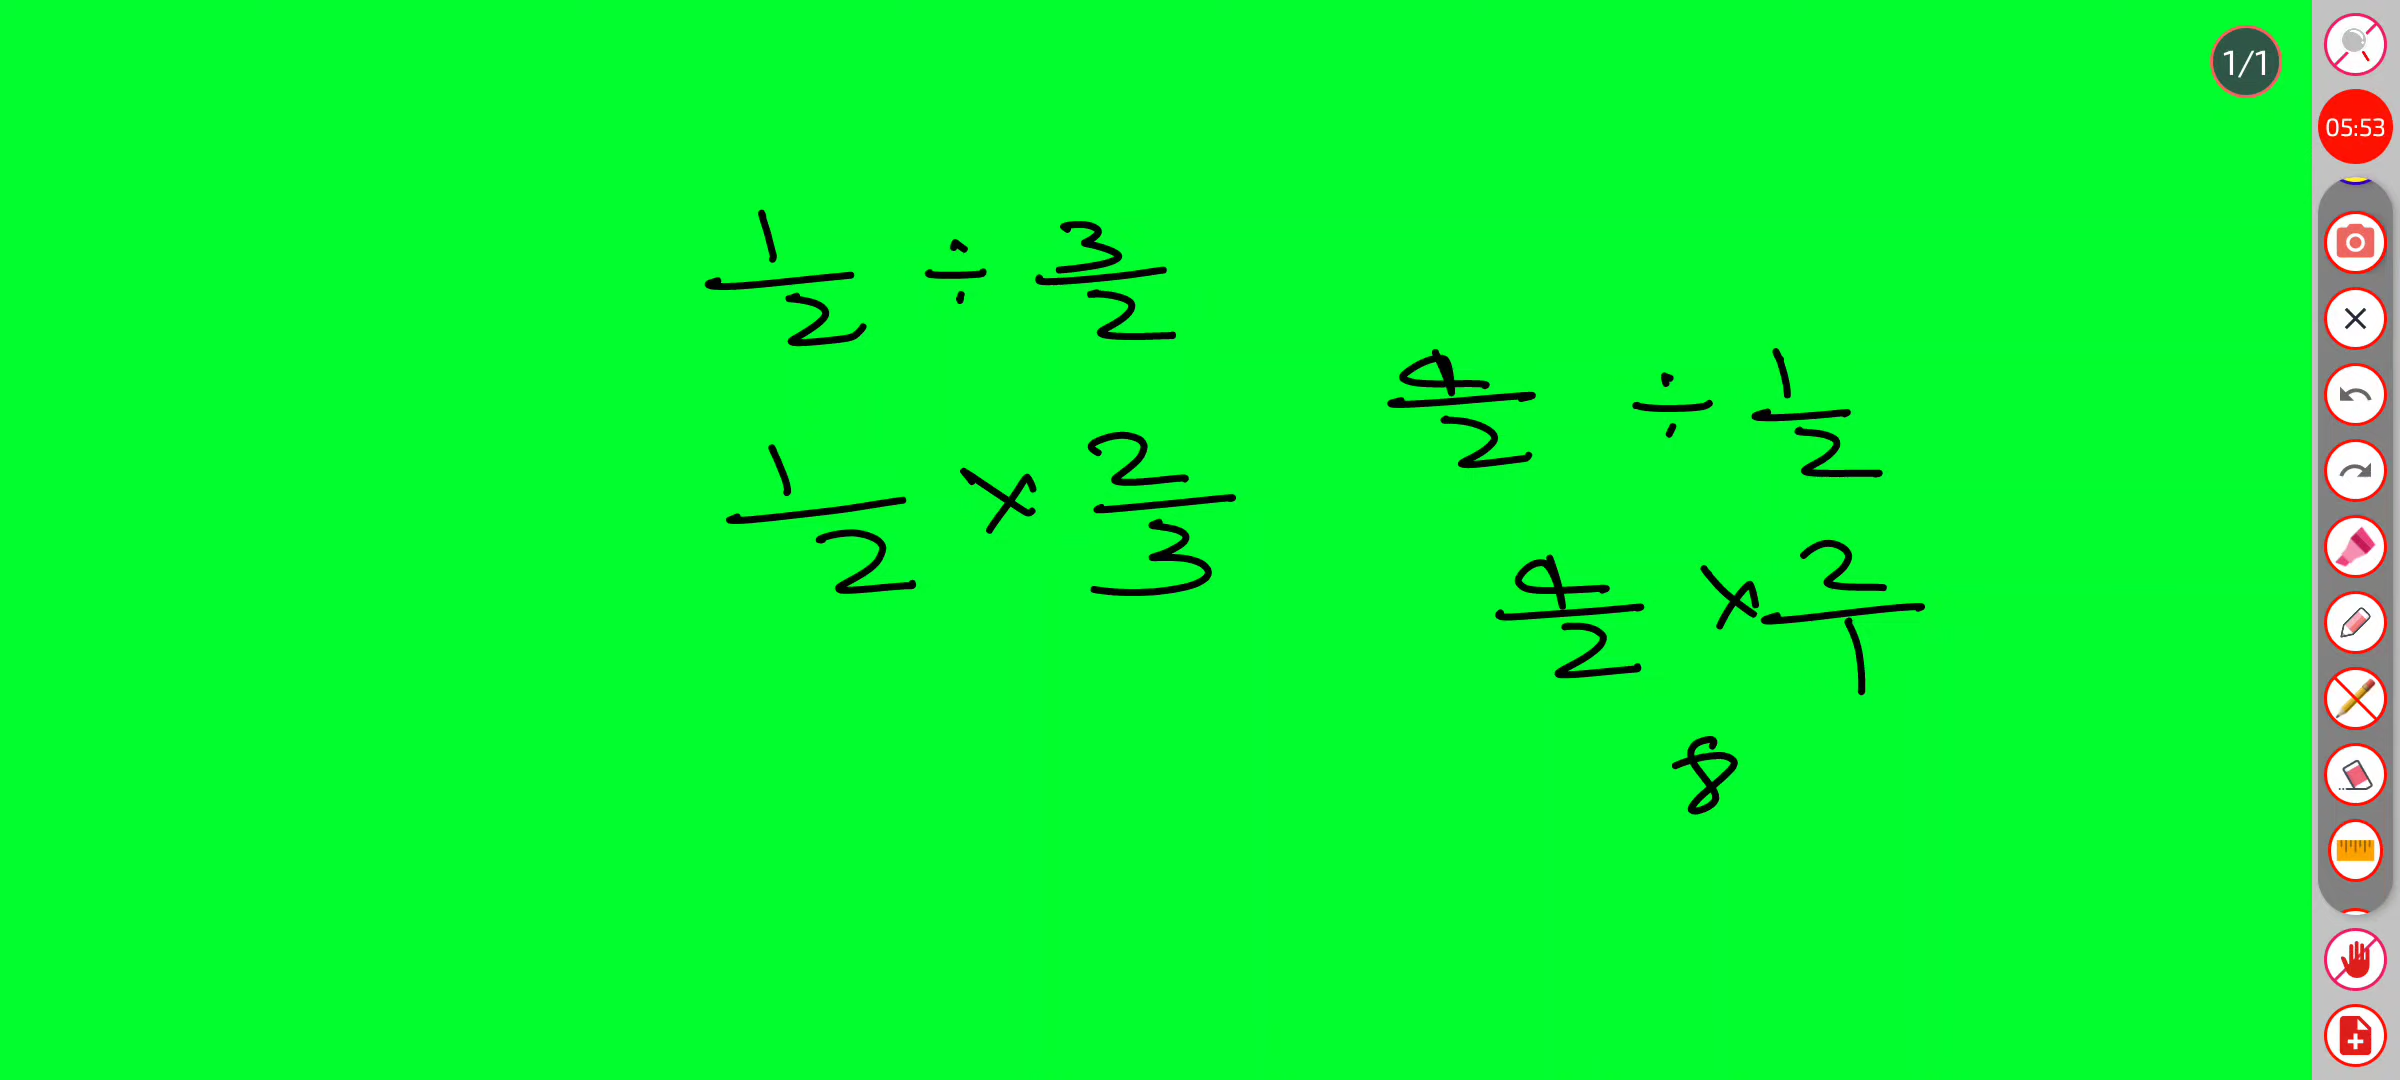 1/1
05:53
1/2 ÷ 3/2
1/2 × 2/3
4/2 ÷ 1/2
4/2 × 2/1
8